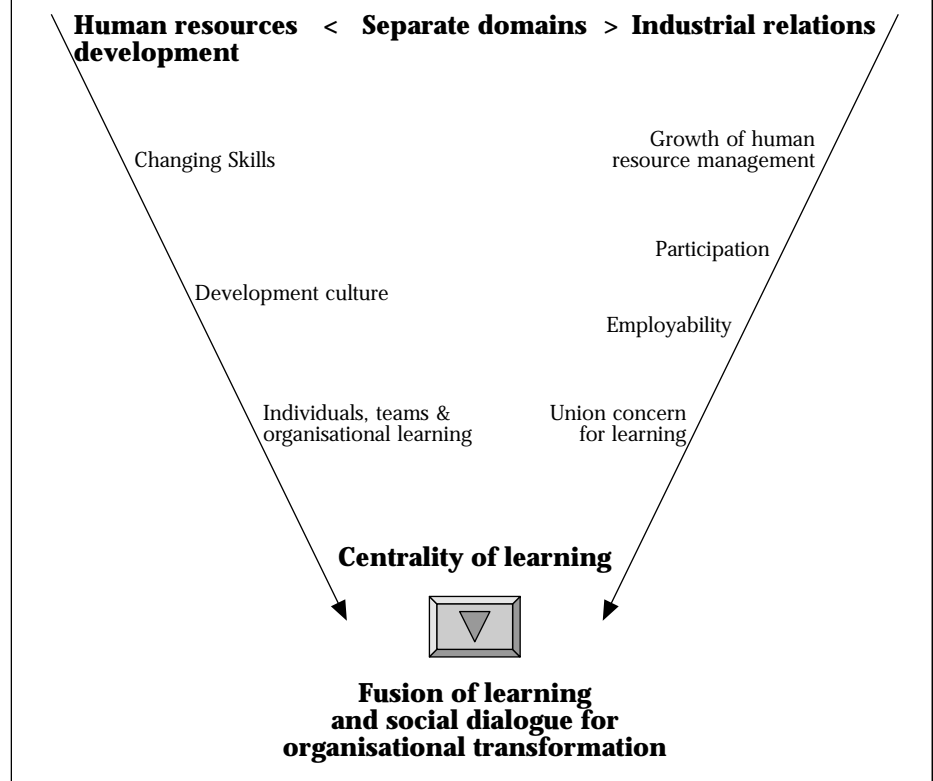 Human resources < Separate domains > Industrial relations
development
Changing Skills
Growth of human
resource management
Participation
Development culture
Employability
Individuals, teams &
organisational learning
Union concern
for learning
Centrality of learning
Fusion of learning
and social dialogue for
organisational transformation